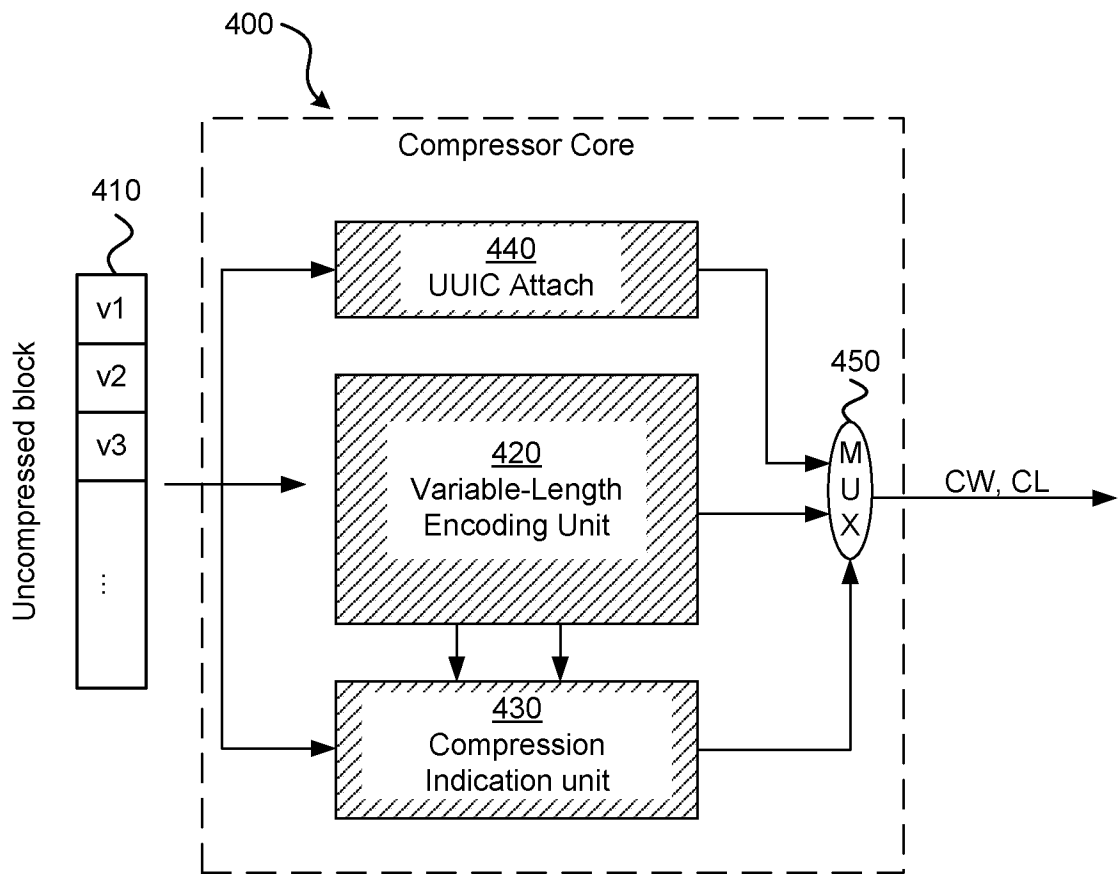 400
Compressor Core
410
440
UUIC Attach
v1
v2
v3
...
Uncompressed block
450
M
U
X
420
Variable-Length
Encoding Unit
CW, CL
430
Compression
Indication unit